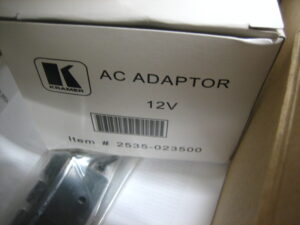 K
KRAMER
AC ADAPTOR
12V
Item # 2535-023500